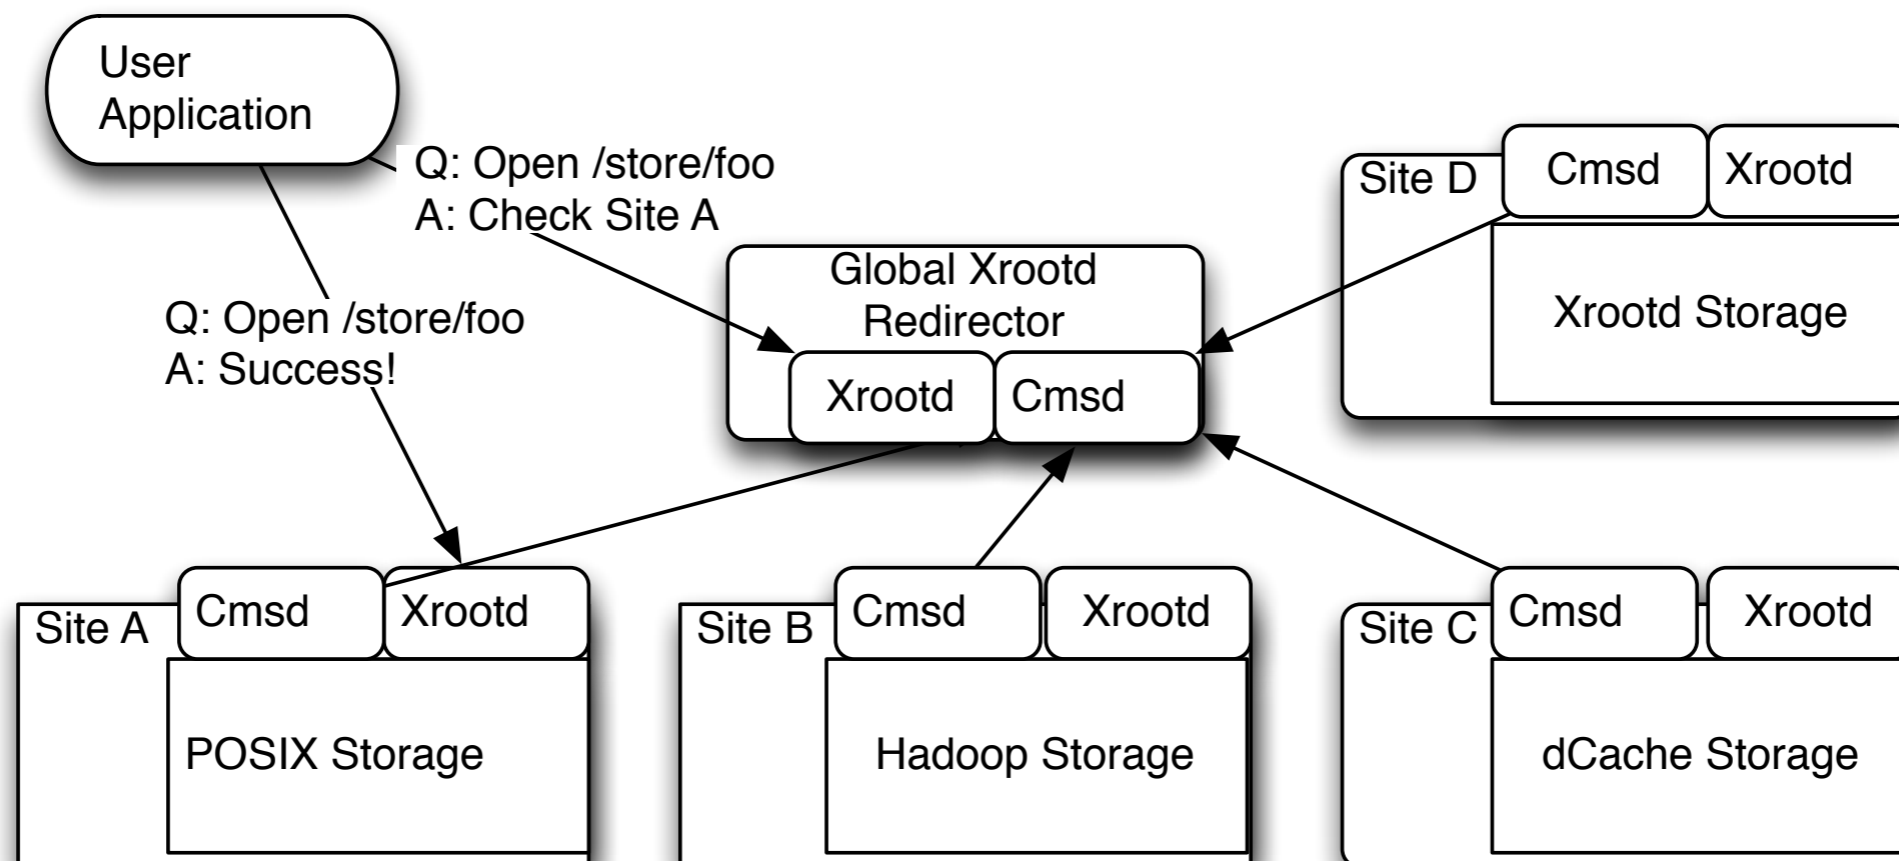 User
Application
Q: Open /store/foo
A: Check Site A
Site D
Cmsd
Xrootd
Xrootd Storage
Global Xrootd
Redirector
Xrootd
Cmsd
Q: Open /store/foo
A: Success!
Site A
Cmsd
Xrootd
POSIX Storage
Site B
Cmsd
Xrootd
Hadoop Storage
Site C
Cmsd
Xrootd
dCache Storage